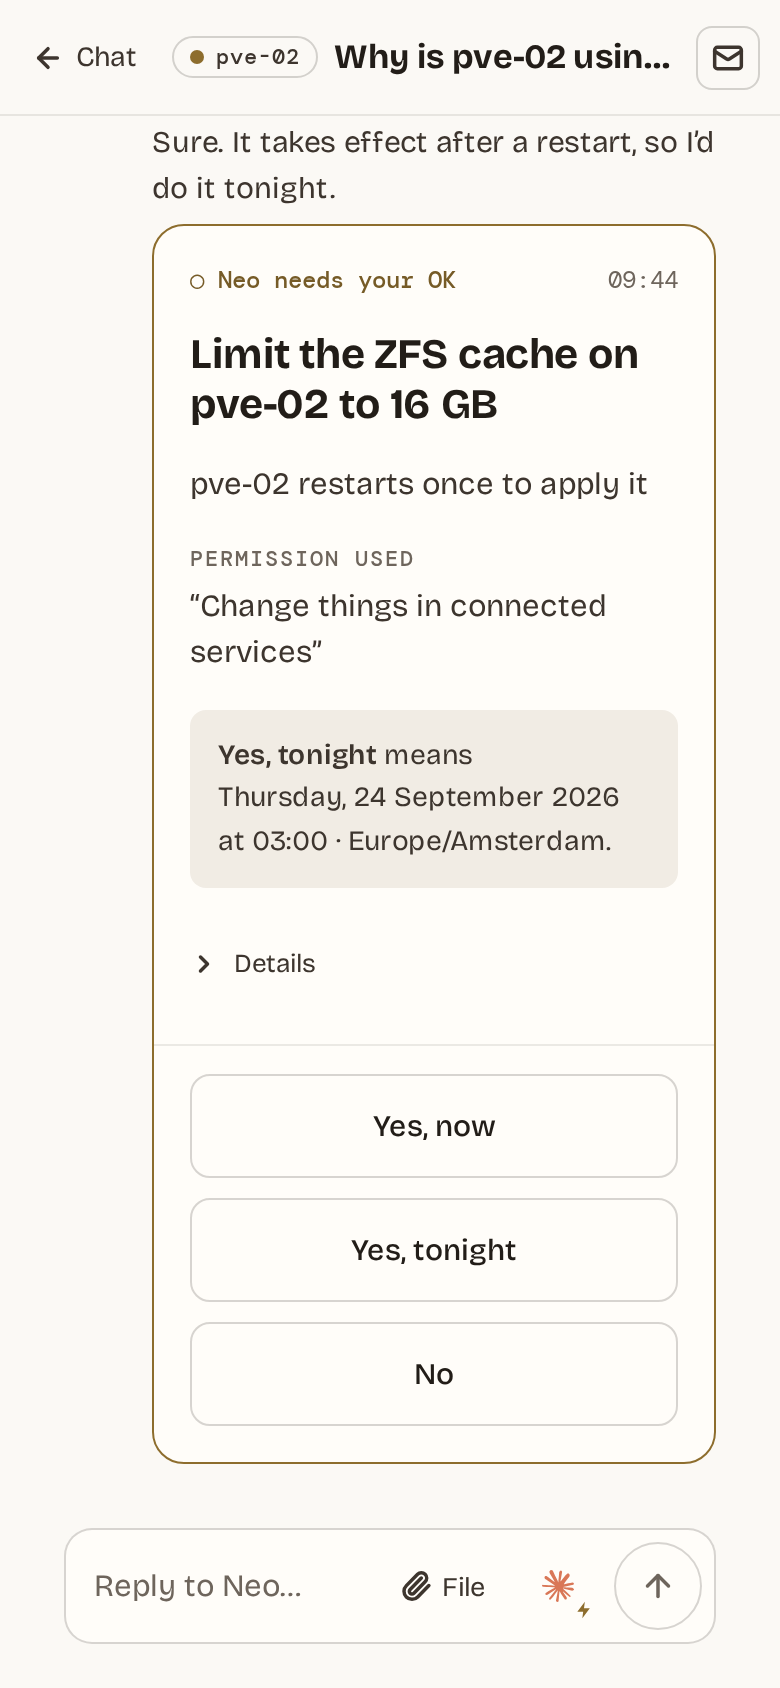 Chat
pve-02
Why is pve-02 usin...
Sure. It takes effect after a restart, so I’d
do it tonight.
Neo needs your OK
09:44
Limit the ZFS cache on
pve-02 to 16 GB
pve-02 restarts once to apply it
PERMISSION USED
“Change things in connected
services”
Yes, tonight means
Thursday, 24 September 2026
at 03:00 · Europe/Amsterdam.
Details
Yes, now
Yes, tonight
No
Reply to Neo...
File